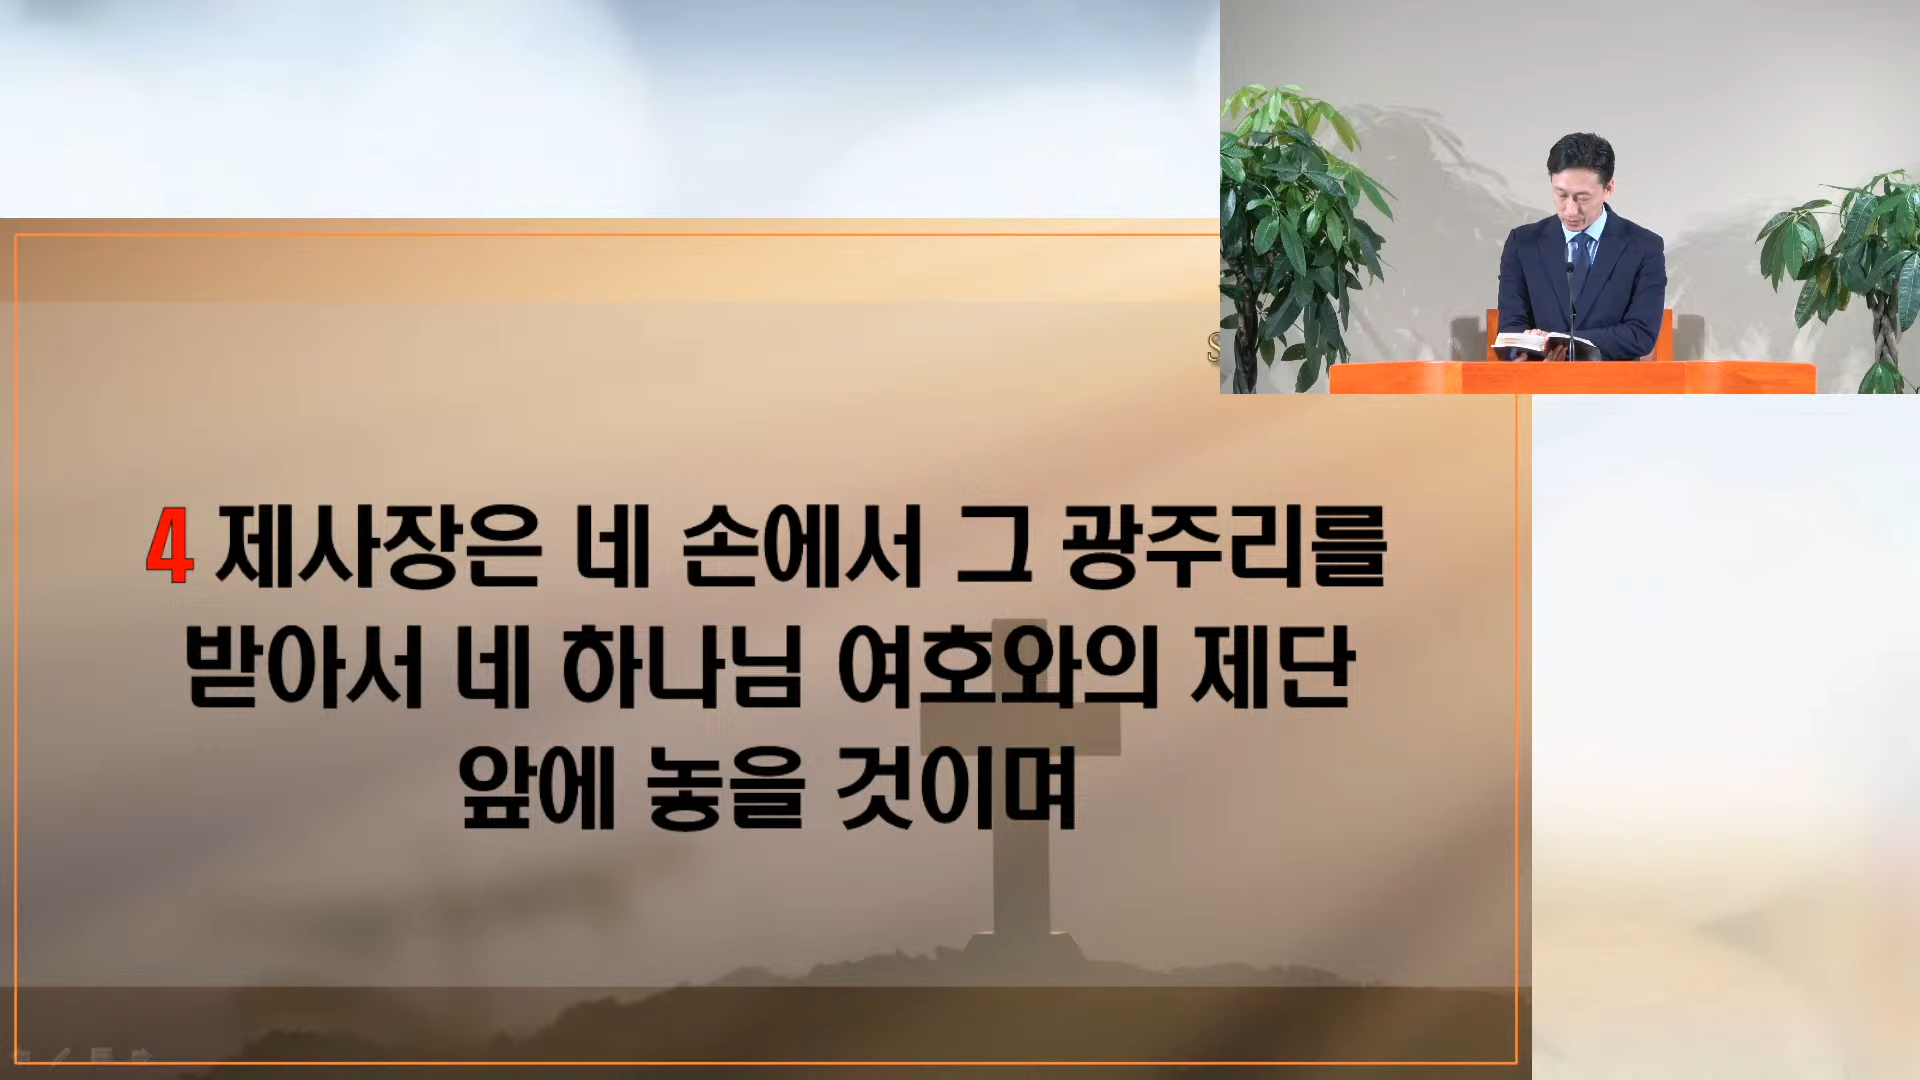 4 제사장은 네 손에서 그 광주리를
받아서 네 하나님 여호와의 제단
앞에 놓을 것이며